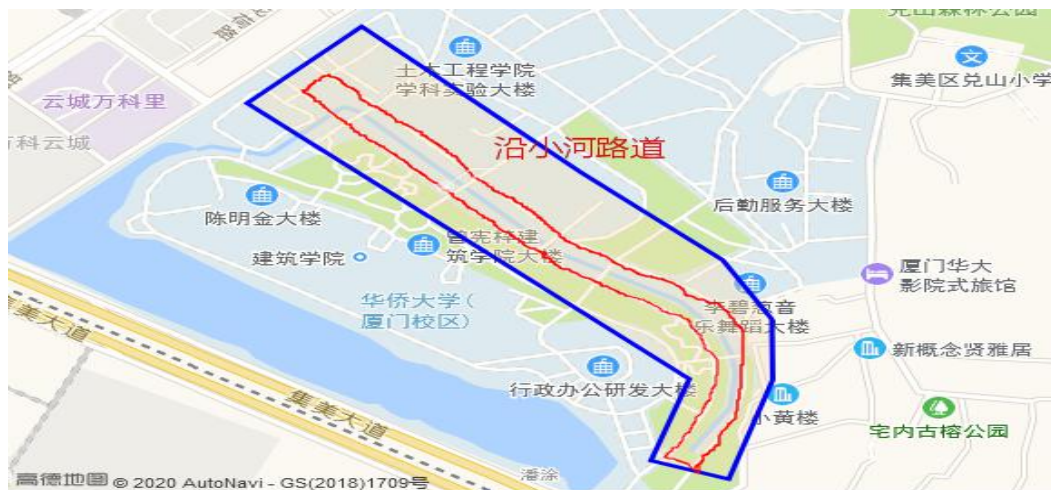 兑山森林公园
土木工程学院
学科实验大楼
集美区兑山小学
云城万科里
万科云城
沿小河路道
后勤服务大楼
陈明金大楼
建筑学院
曾宪梓建
筑学院大楼
厦门华大
影院式旅馆
华侨大学(
厦门校区)
李碧葱音
乐舞蹈大楼
集美大道
新概念贤雅居
行政办公研发大楼
集美大道
小黄楼
宅内古榕公园
潘涂
高德地图 © 2020 AutoNavi - GS(2018)1709号